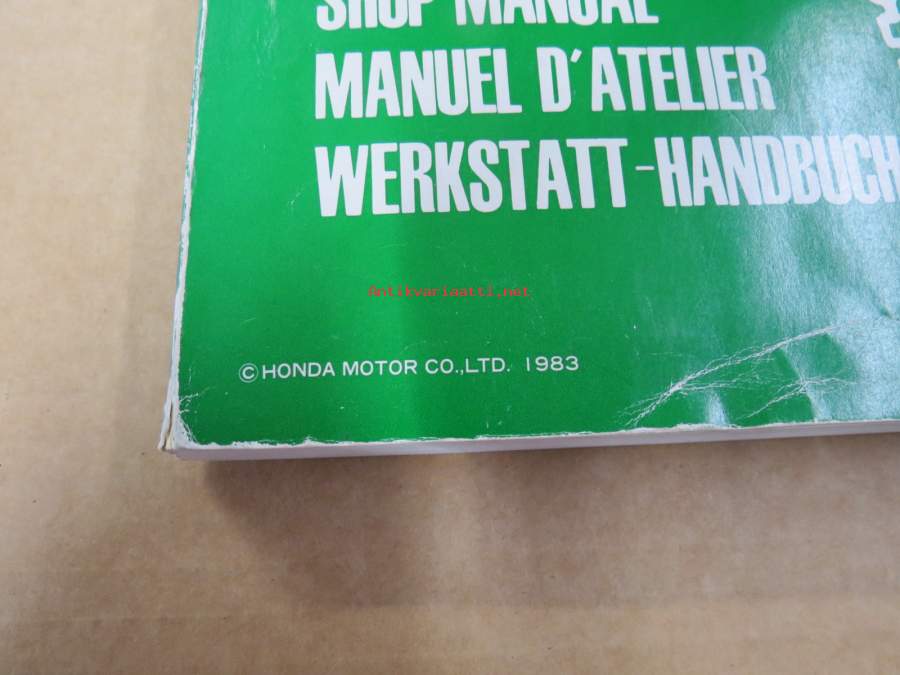 SHOP MANUAL
MANUEL D'ATELIER
WERKSTATT-HANDBUCH
Antikvariaatti.net
© HONDA MOTOR CO.,LTD. 1983